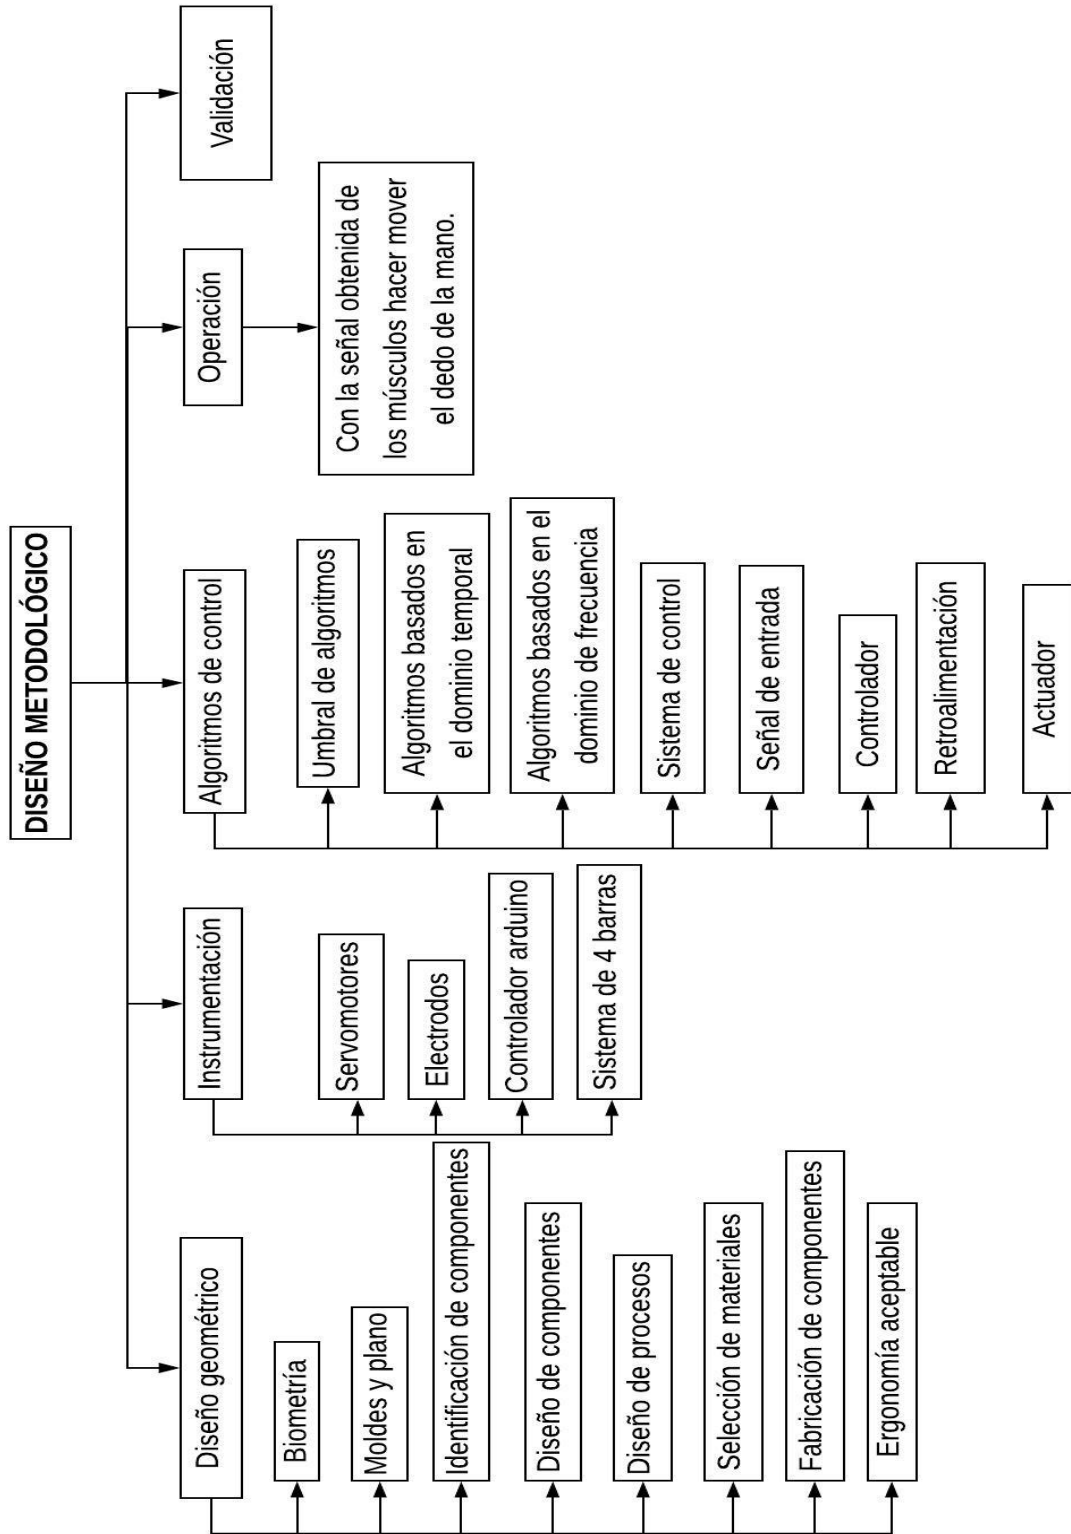 DISEÑO METODOLÓGICO
Diseño geométrico
Biometría
Moldes y plano
Identificación de componentes
Diseño de componentes
Diseño de procesos
Selección de materiales
Fabricación de componentes
Ergonomía aceptable
Instrumentación
Servomotores
Electrodos
Controlador arduino
Sistema de 4 barras
Algoritmos de control
Umbral de algoritmos
Algoritmos basados en
el dominio temporal
Algoritmos basados en el
dominio de frecuencia
Sistema de control
Señal de entrada
Controlador
Retroalimentación
Actuador
Operación
Con la señal obtenida de
los músculos hacer mover
el dedo de la mano.
Validación